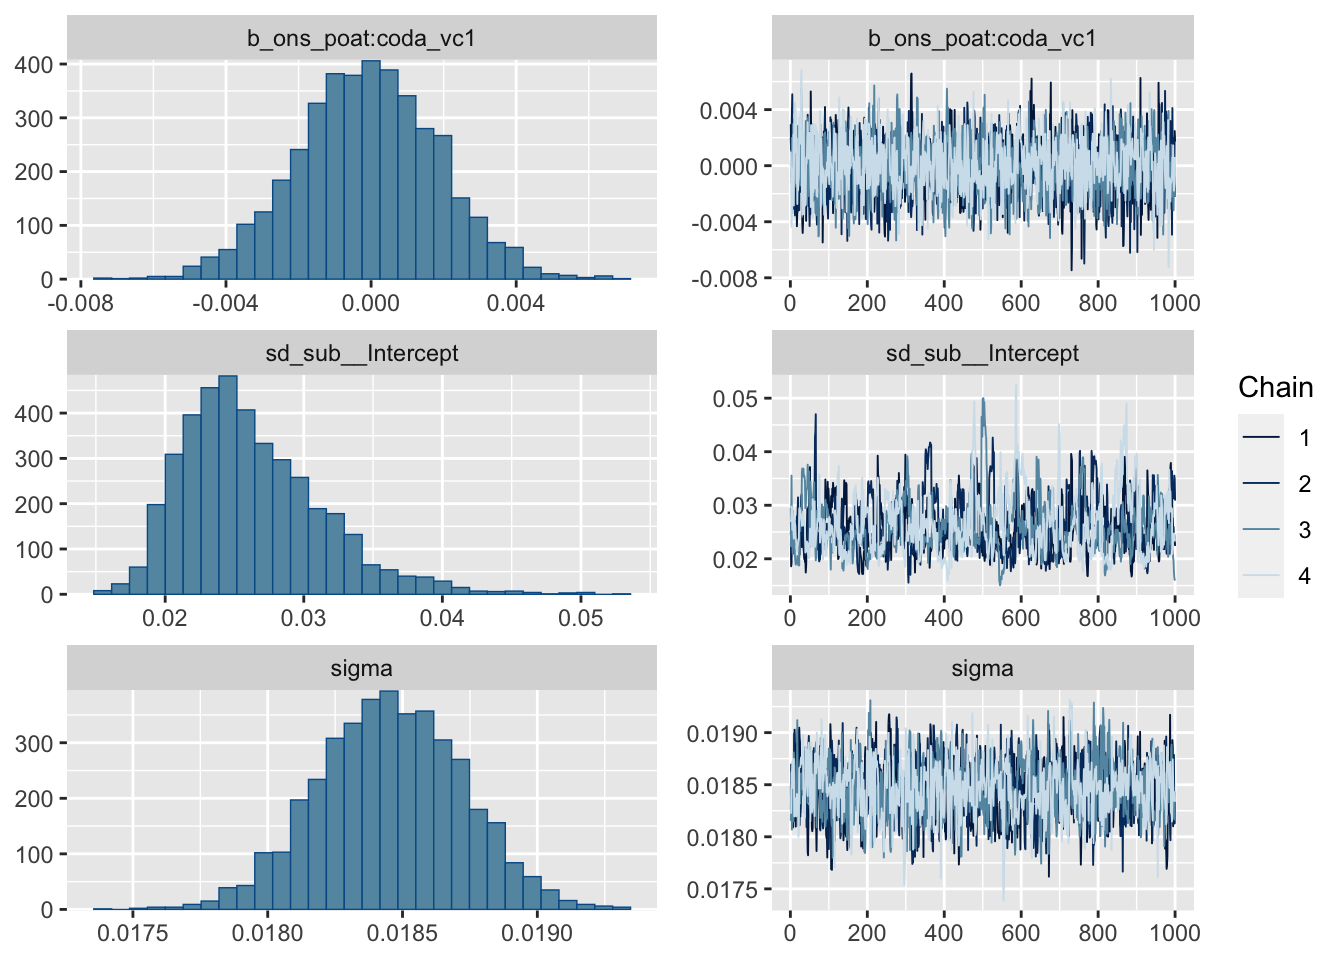 b_ons_poat:coda_vc1
400
300
200
100
0
-0.008 -0.004 0.000 0.004
b_ons_poat:coda_vc1
0.004
0.000
-0.004
-0.008
0 200 400 600 800 1000
sd_sub__Intercept
400
300
200
100
0
0.02 0.03 0.04 0.05
sd_sub__Intercept
0.05
0.04
0.03
0.02
0 200 400 600 800 1000
sigma
300
200
100
0
0.0175 0.0180 0.0185 0.0190
sigma
0.0190
0.0185
0.0180
0.0175
0 200 400 600 800 1000
Chain
1
2
3
4